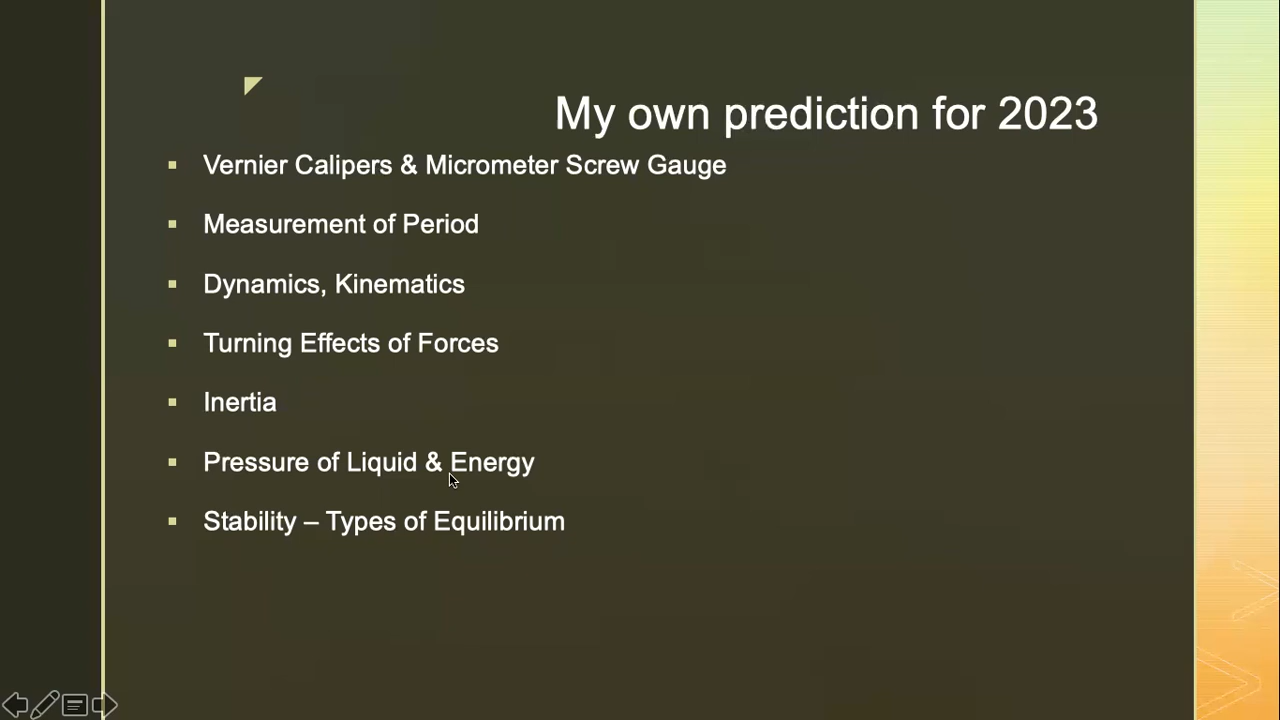 My own prediction for 2023
Vernier Calipers & Micrometer Screw Gauge
Measurement of Period
Dynamics, Kinematics
Turning Effects of Forces
Inertia
Pressure of Liquid & Energy
Stability – Types of Equilibrium